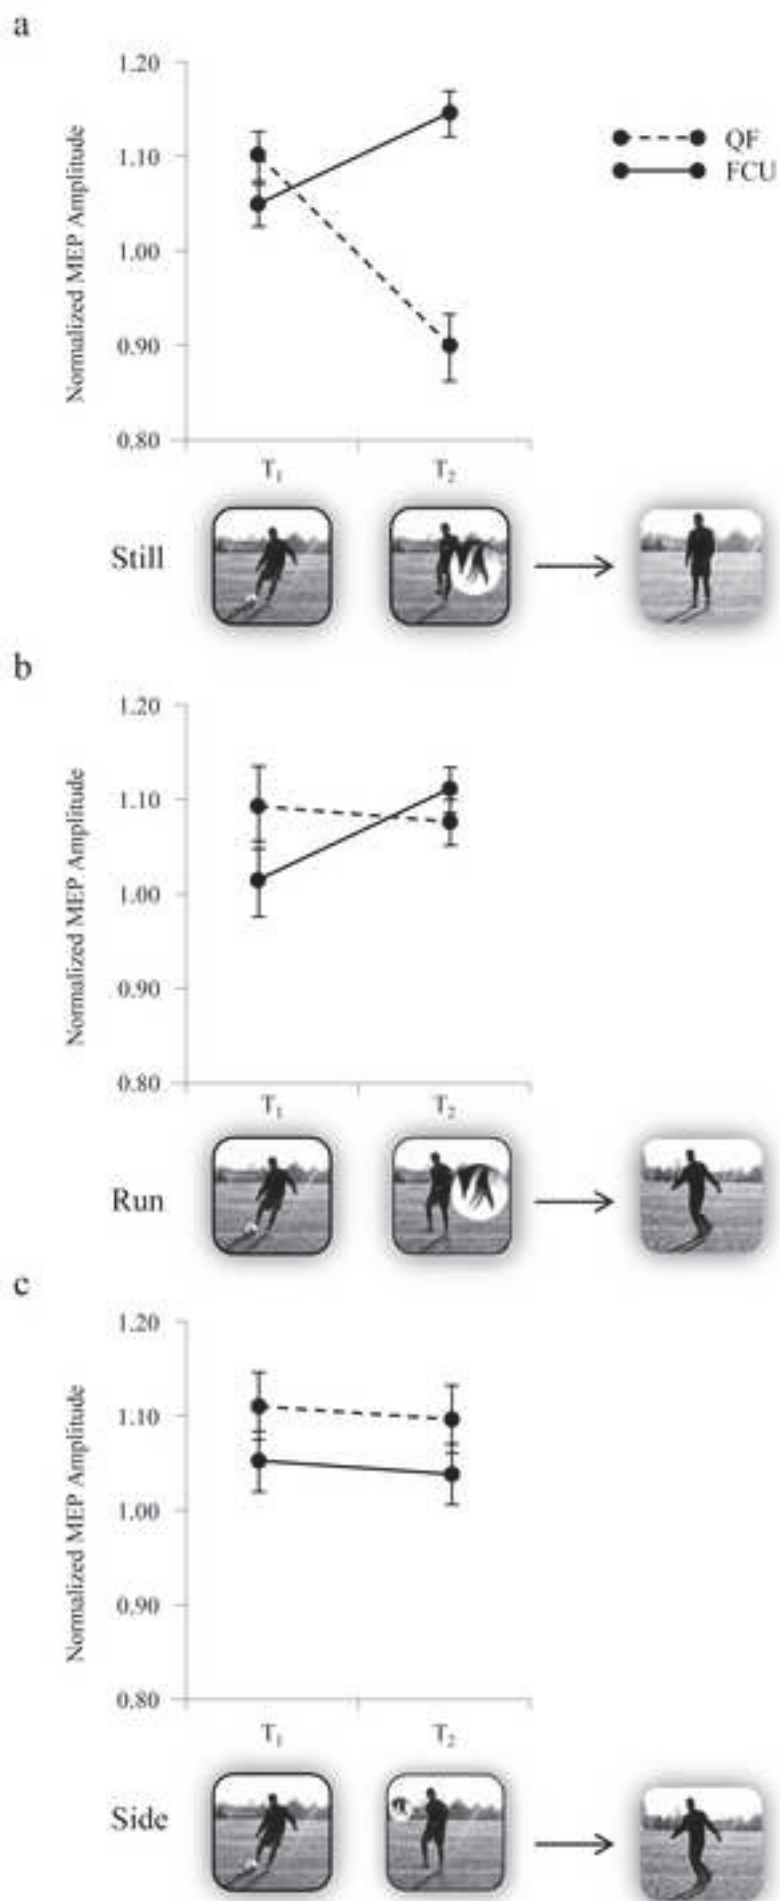 a
1.20
1.10
1.00
0.90
0.80
Normalized MEP Amplitude
QF
FCU
T₁ T₂
Still
b
1.20
1.10
1.00
0.90
0.80
Normalized MEP Amplitude
T₁ T₂
Run
c
1.20
1.10
1.00
0.90
0.80
Normalized MEP Amplitude
T₁ T₂
Side